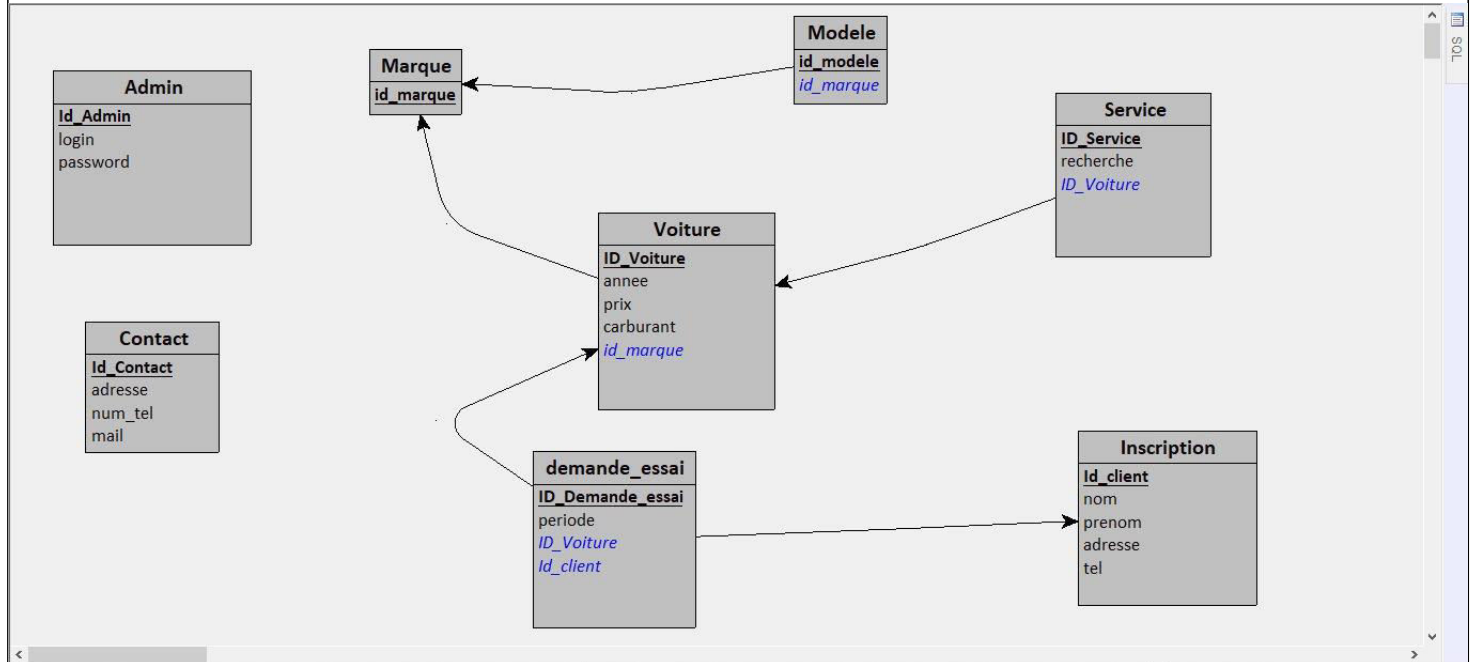 Admin
Id_Admin
login
password
Marque
id_marque
Modele
id_modele
id_marque
Service
ID_Service
recherche
ID_Voiture
SQL
Voiture
ID_Voiture
annee
prix
carburant
id_marque
Contact
Id_Contact
adresse
num_tel
mail
demande_essai
ID_Demande_essai
periode
ID_Voiture
Id_client
Inscription
Id_client
nom
prenom
adresse
tel